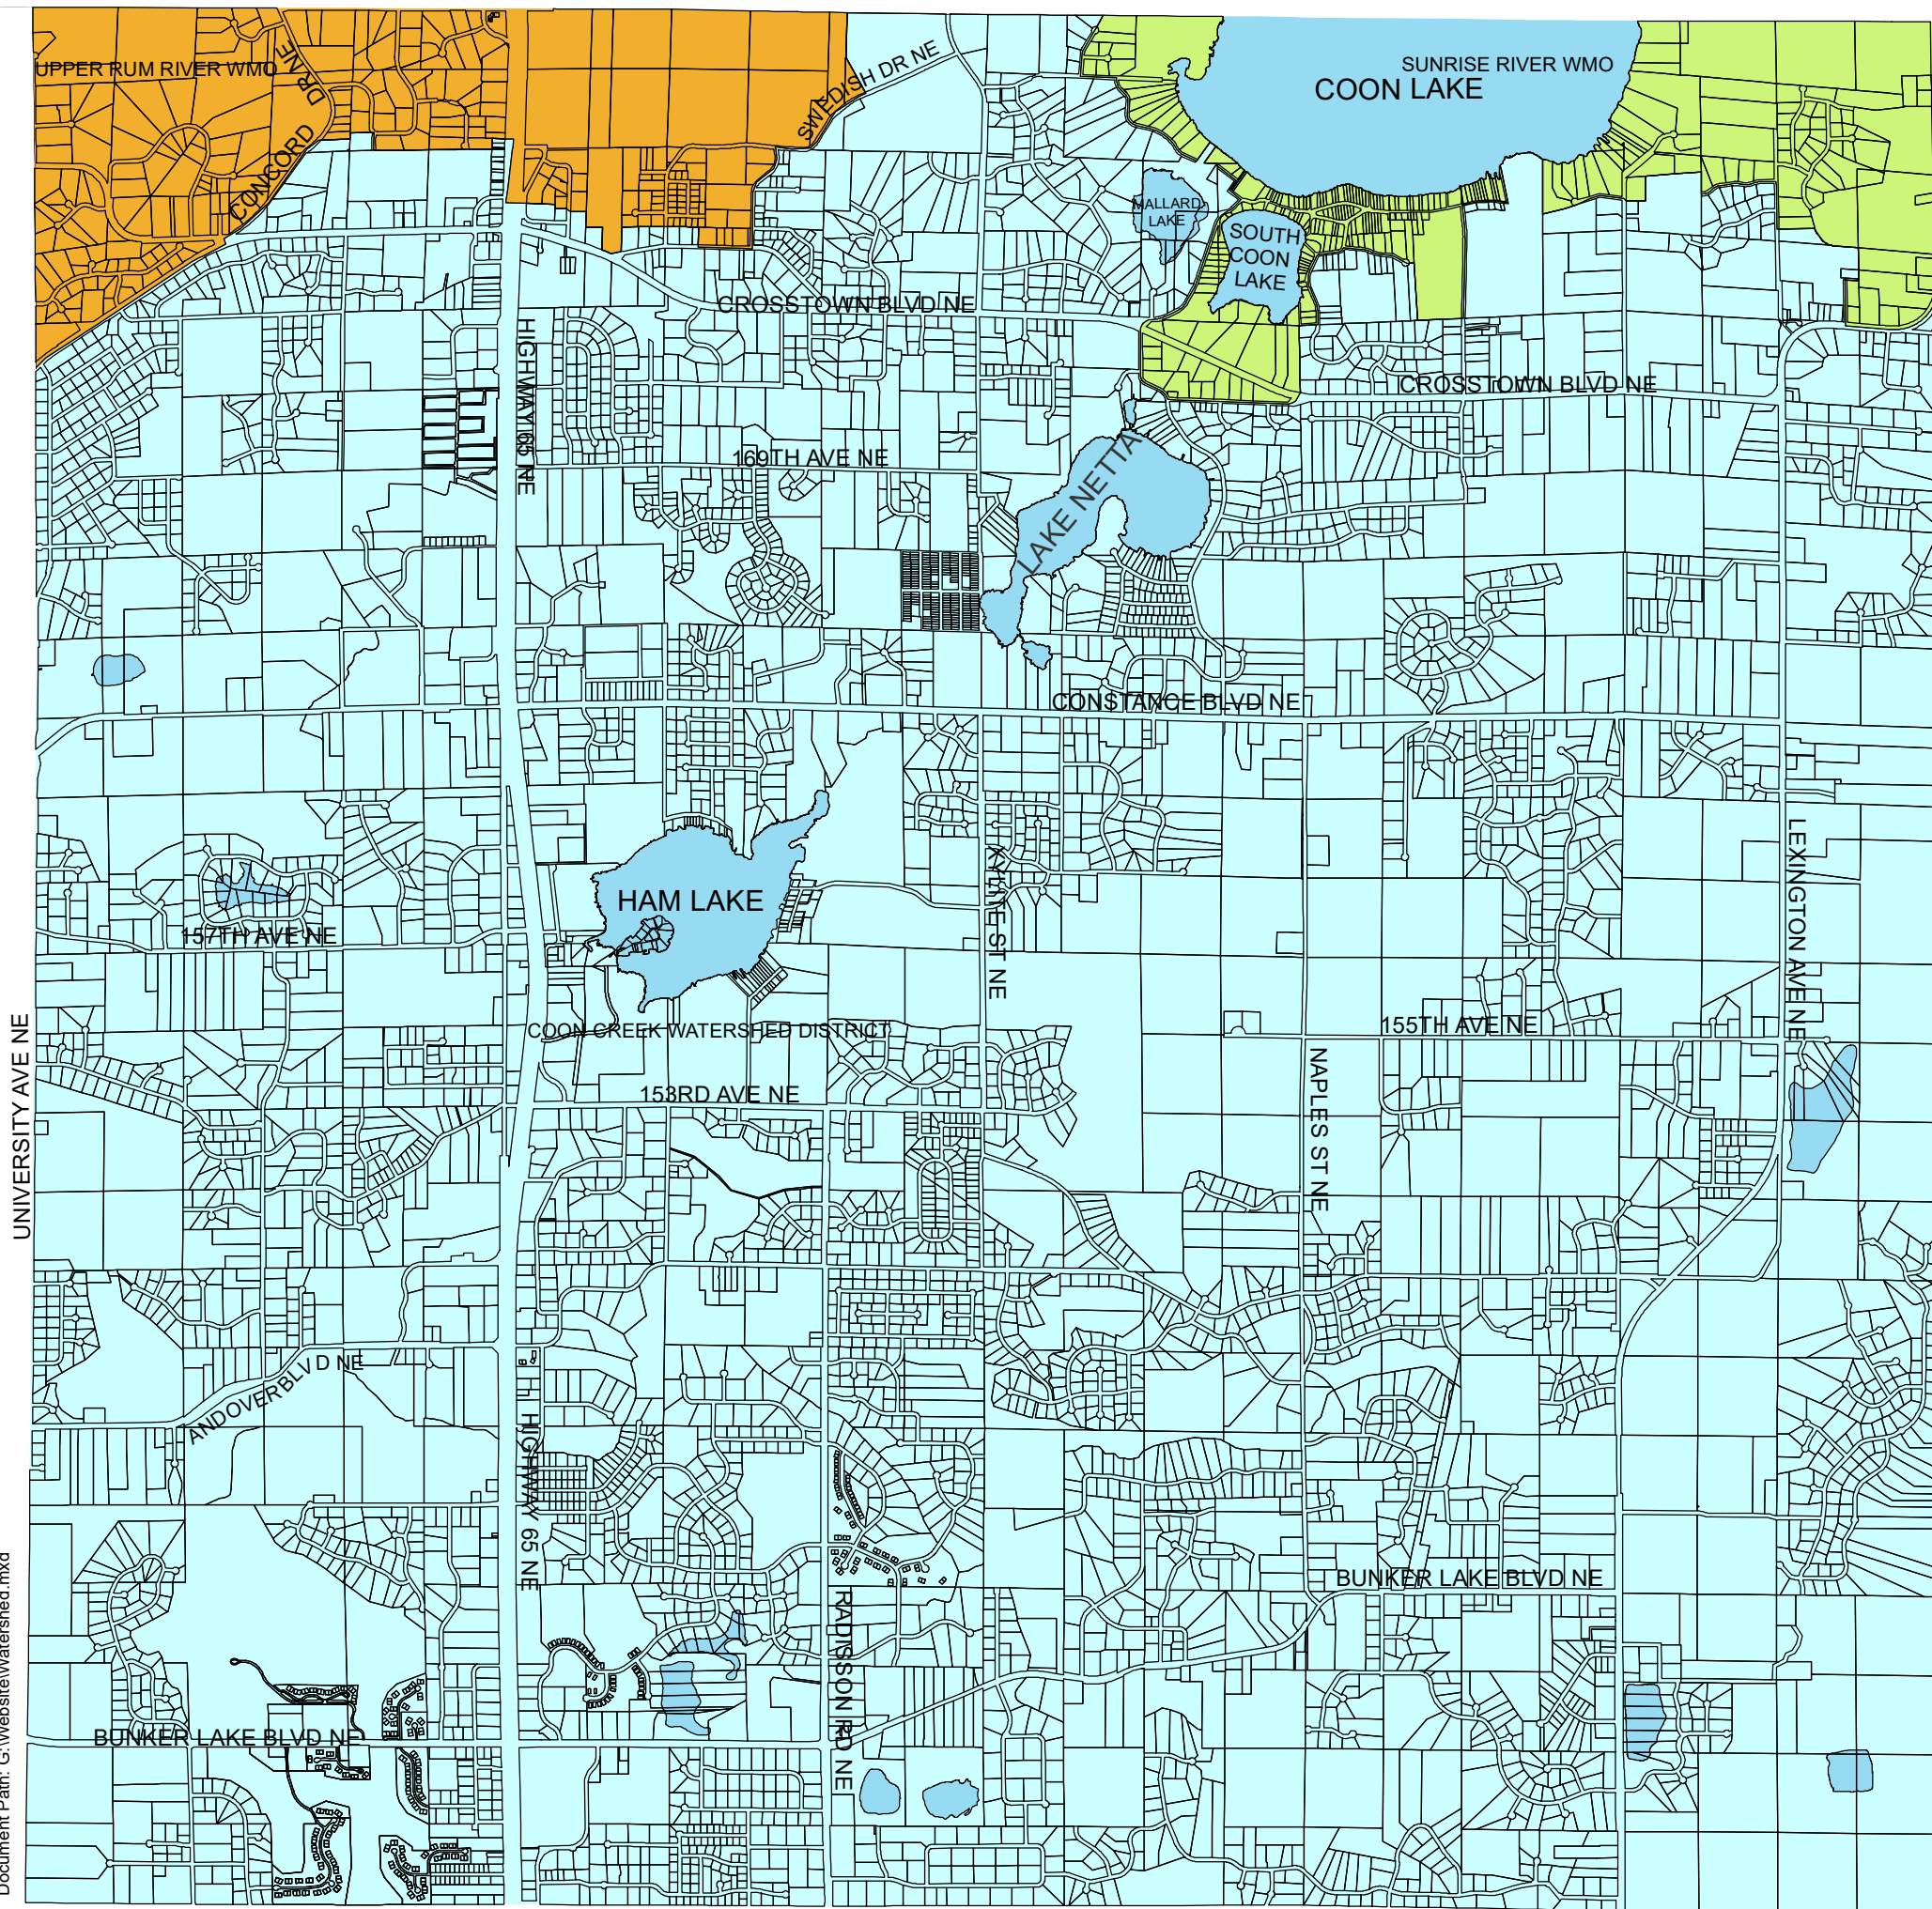 UPPER RUM RIVER WMO
CONCORD DR NE
SWEDISH DR NE
SUNRISE RIVER WMO
COON LAKE
MALLARD
LAKE
SOUTH
COON
LAKE
CROSSTOWN BLVD NE
HIGHWAY 65 NE
CROSSTOWN BLVD NE
169TH AVE NE
LAKE NETTA
CONSTANCE BLVD NE
HAM LAKE
XYLITE ST NE
LEXINGTON AVE NE
157TH AVE NE
COON CREEK WATERSHED DISTRICT
155TH AVE NE
UNIVERSITY AVE NE
153RD AVE NE
NAPLES ST NE
ANDOVERBLVD NE
HIGHWAY 65 NE
BUNKER LAKE BLVD NE
RADISSON RD NE
BUNKER LAKE BLVD NE
Document Path: G:\Website\Watershed.mxd